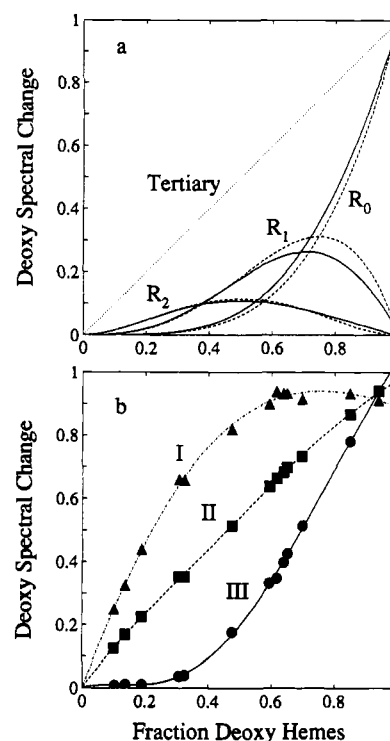 a
Deoxy Spectral Change
1
0.8
0.6
0.4
0.2
0
Tertiary
R0
R1
R2
0 0.2 0.4 0.6 0.8
b
Deoxy Spectral Change
1
0.8
0.6
0.4
0.2
0
I
II
III
0 0.2 0.4 0.6 0.8
Fraction Deoxy Hemes